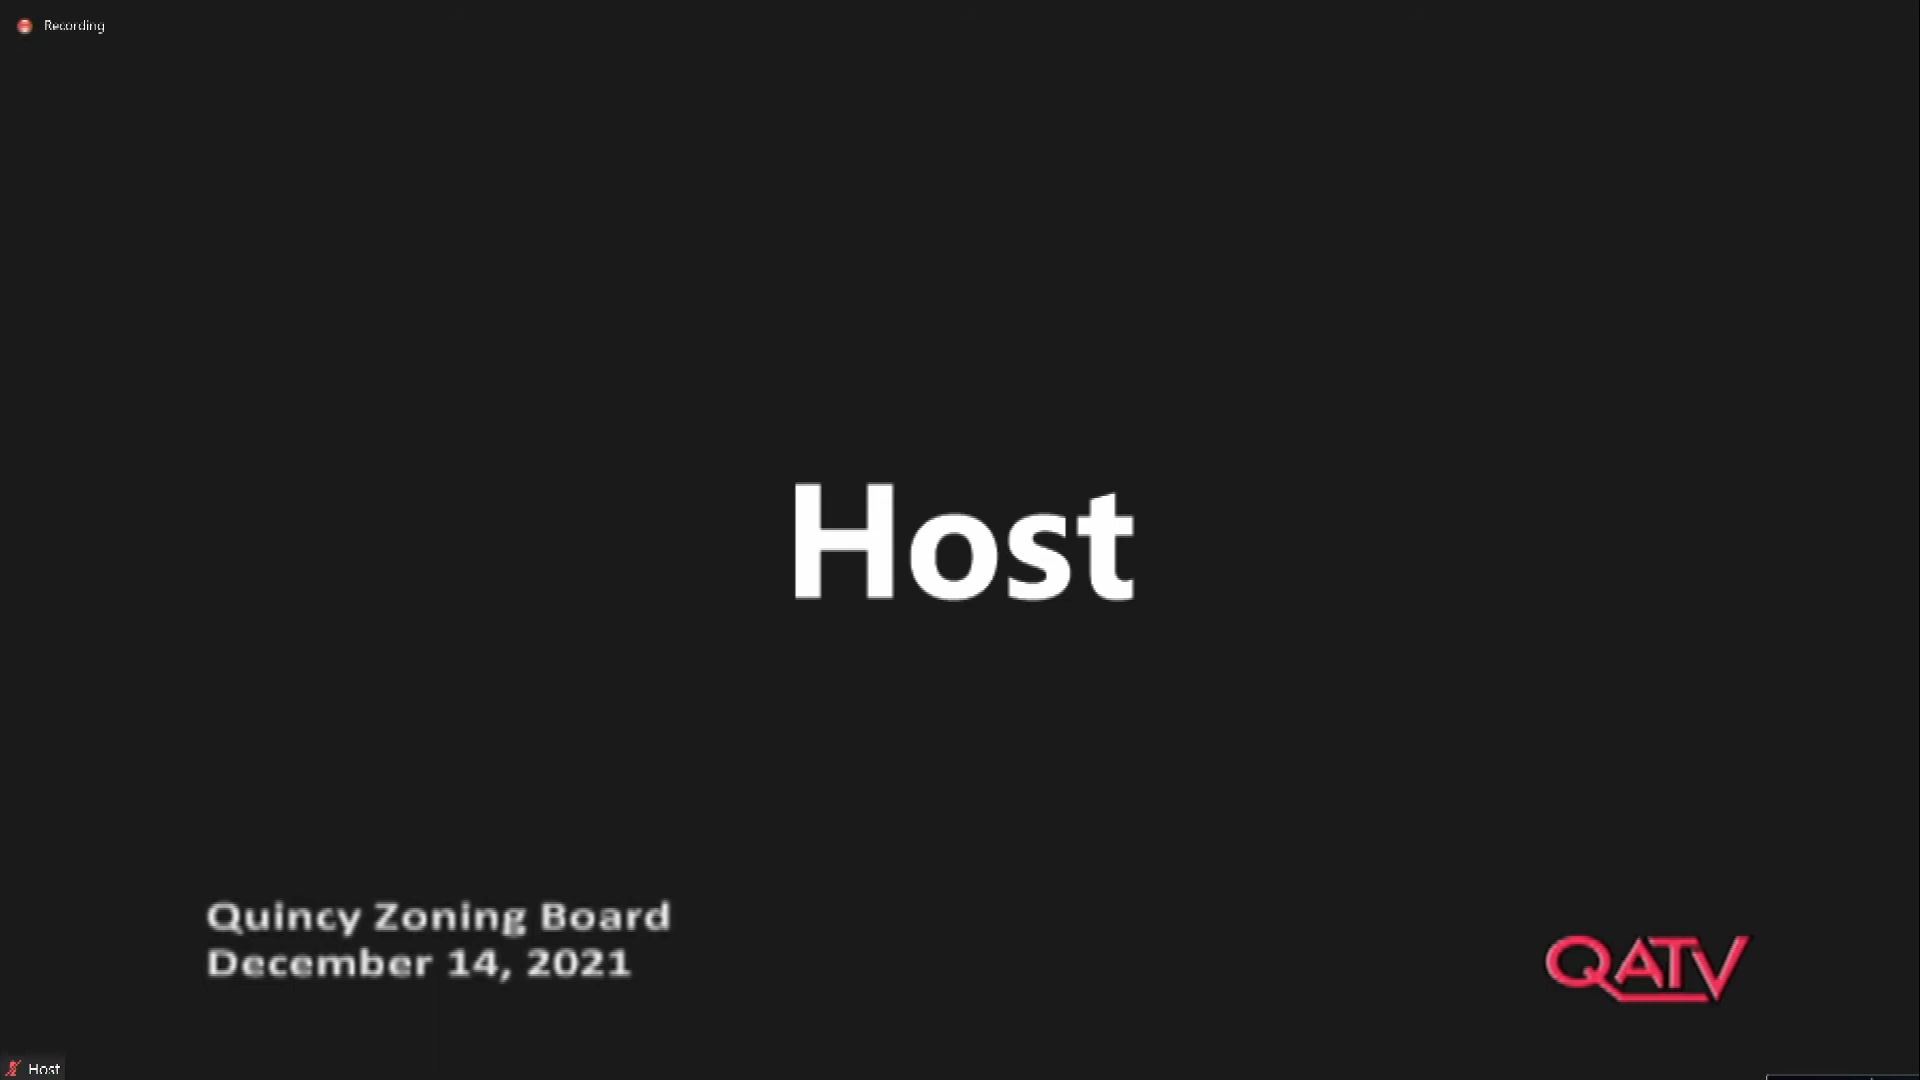 Recording
Host
Quincy Zoning Board
December 14, 2021
QATV
Host